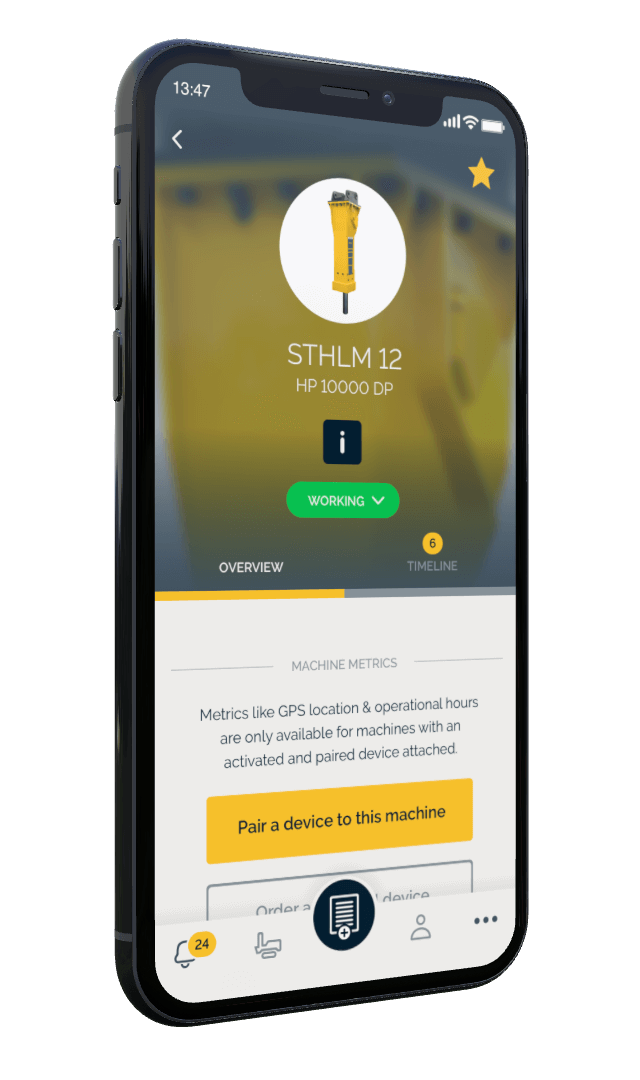 13:47
STHLM 12
HP 10000 DP
i
WORKING
6
OVERVIEW
TIMELINE
MACHINE METRICS
Metrics like GPS location & operational hours
are only available for machines with an
activated and paired device attached.
Pair a device to this machine
Order a device
24